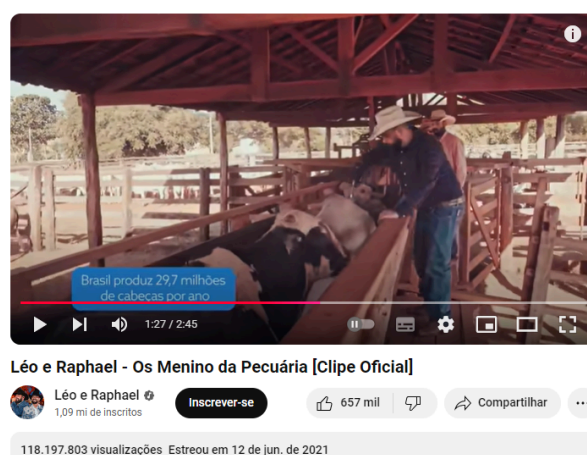 Brasil produz 29,7 milhões
de cabeças por ano
1:27 / 2:45
Léo e Raphael - Os Menino da Pecuária [Clipe Oficial]
Léo e Raphael
1,09 mi de inscritos
Inscrever-se
657 mil
Compartilhar
118.197.803 visualizações Estreou em 12 de jun. de 2021